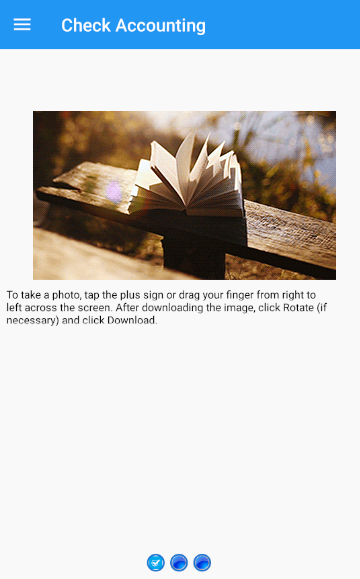 Check Accounting
To take a photo, tap the plus sign or drag your finger from right to
left across the screen. After downloading the image, click Rotate (if
necessary) and click Download.